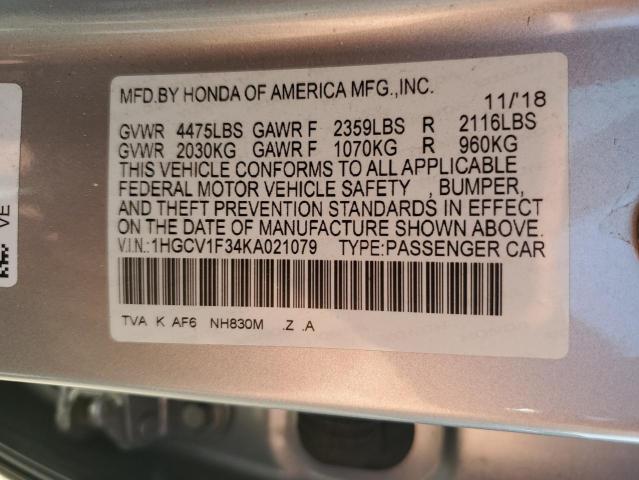 MFD.BY HONDA OF AMERICA MFG.,INC.
11/'18
GVWR 4475LBS GAWR F 2359LBS R 2116LBS
GVWR 2030KG GAWR F 1070KG R 960KG
THIS VEHICLE CONFORMS TO ALL APPLICABLE
FEDERAL MOTOR VEHICLE SAFETY , BUMPER,
AND THEFT PREVENTION STANDARDS IN EFFECT
ON THE DATE OF MANUFACTURE SHOWN ABOVE.
V.I.N.:1HGCV1F34KA021079 TYPE:PASSENGER CAR
TVA K AF6 NH830M .Z .A
VE